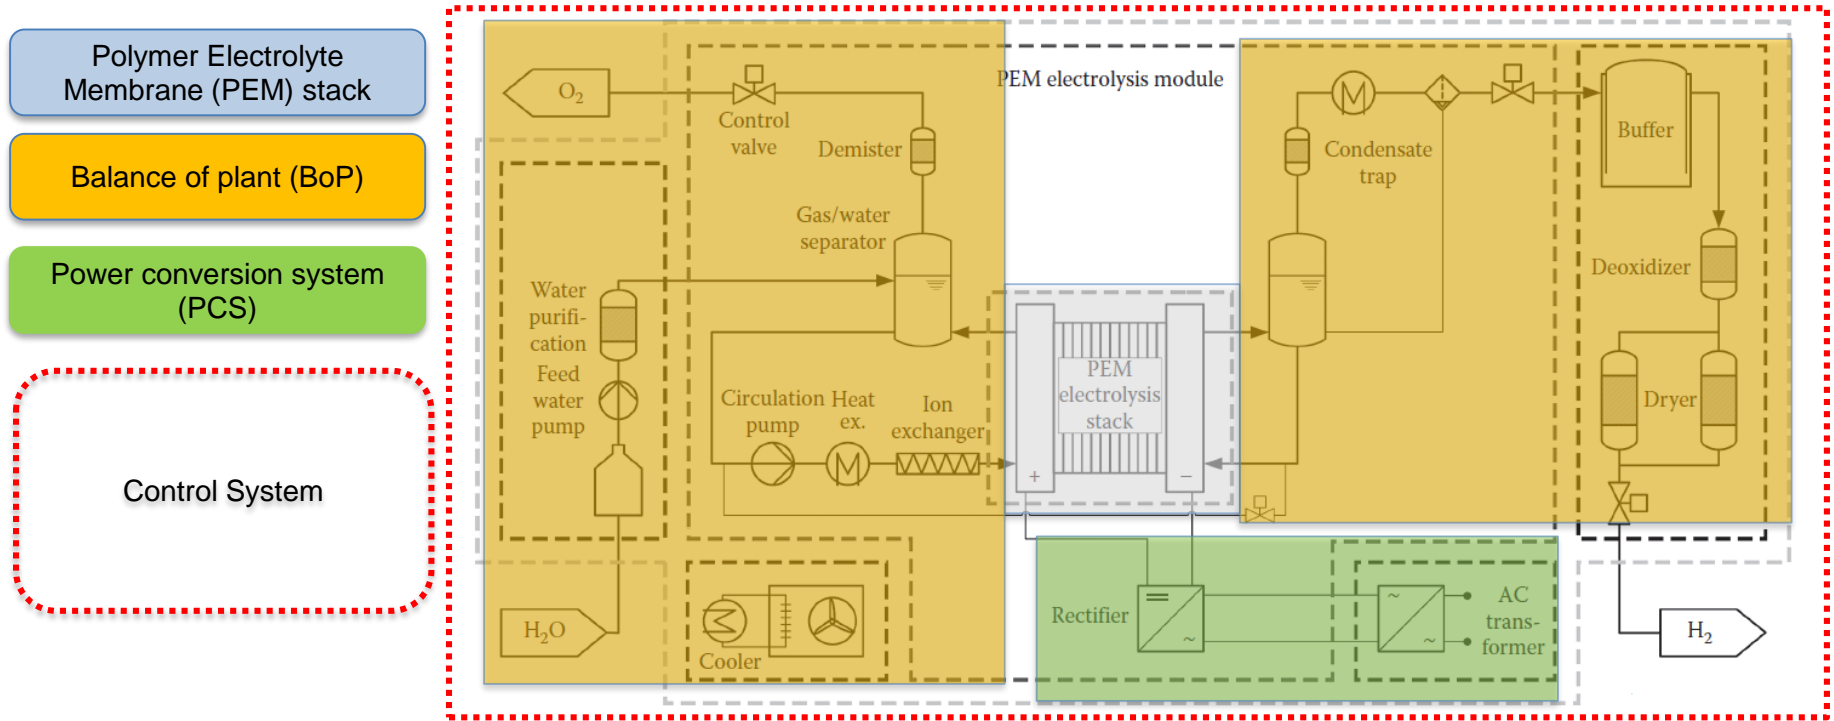 Polymer Electrolyte
Membrane (PEM) stack
Balance of plant (BoP)
Power conversion system
(PCS)
Control System
PEM electrolysis module
O2
Control
valve
Demister
Gas/water
separator
Water
purifi-
cation
Feed
water
pump
Circulation
pump
Heat
ex.
Ion
exchanger
M
H2O
Cooler
M
PEM
electrolysis
stack
+
−
M
Condensate
trap
Buffer
Deoxidizer
Dryer
Rectifier
=
~
~
~
AC
trans-
former
H2